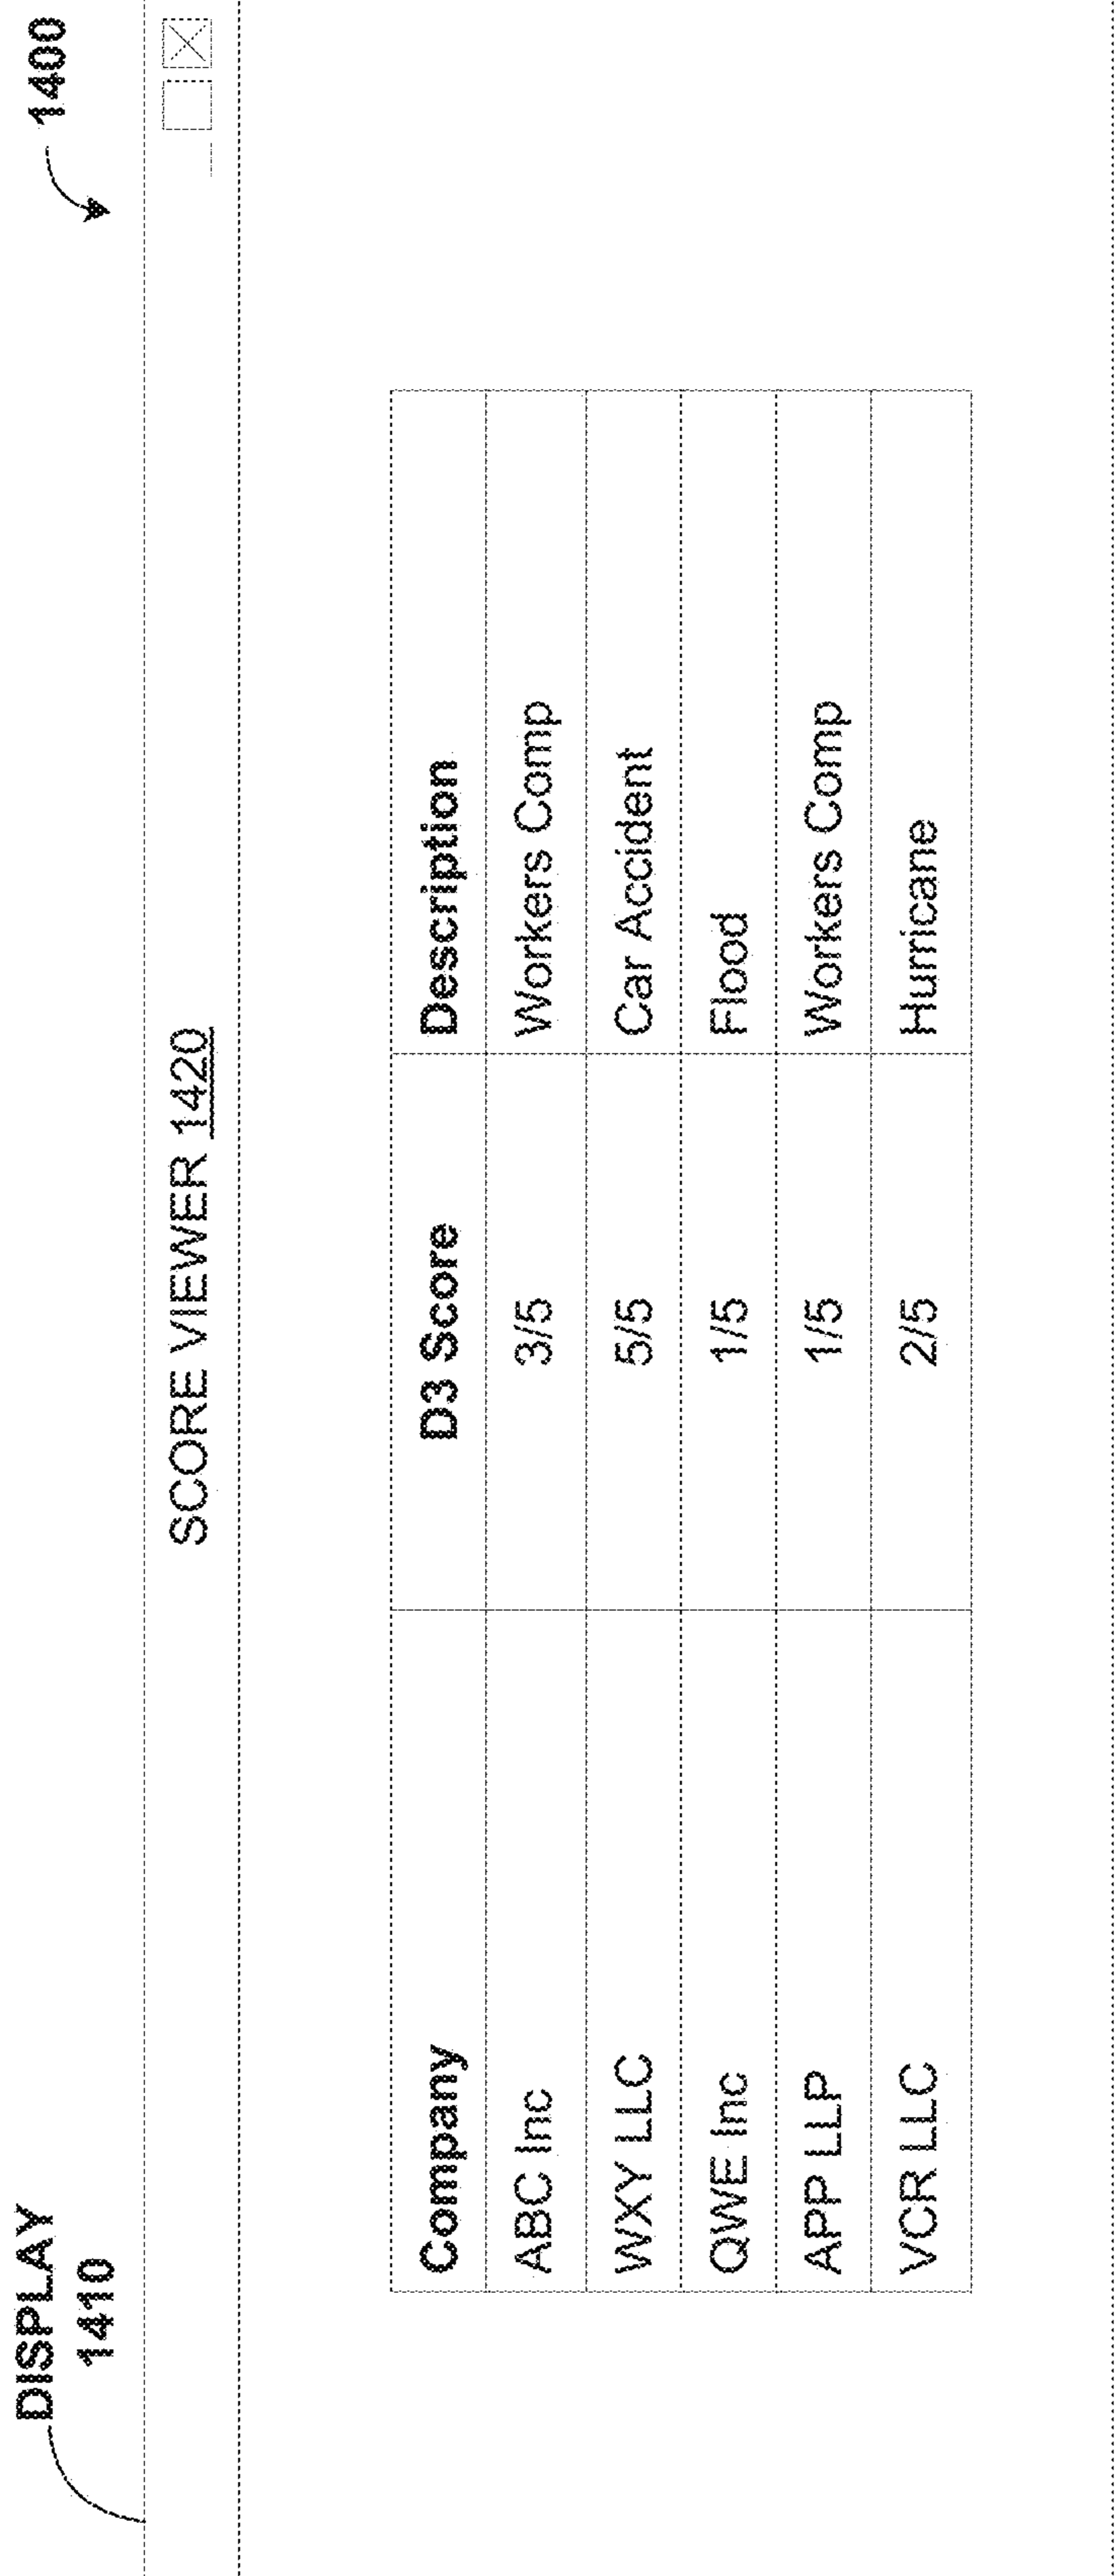 DISPLAY
1410
1400
SCORE VIEWER 1420
Company D3 Score Description
ABC Inc 3/5 Workers Comp
WXY LLC 5/5 Car Accident
QWE Inc 1/5 Flood
APP LLP 1/5 Workers Comp
VCR LLC 2/5 Hurricane